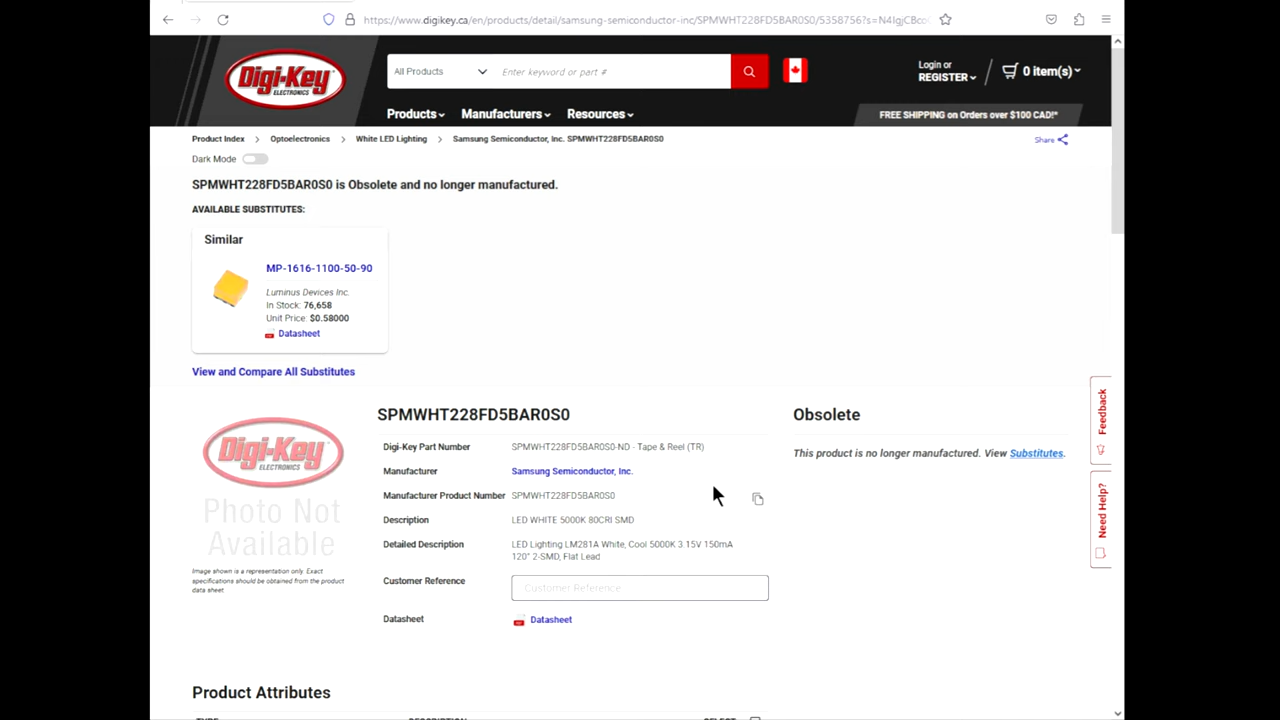 https://www.digikey.ca/en/products/detail/samsung-semiconductor-inc/SPMWHT228FD5BAR0S0/5358756?s=N4IgjCBco
Digi-Key
ELECTRONICS
All Products
Enter keyword or part #
Login or
REGISTER
0 item(s)
Products
Manufacturers
Resources
FREE SHIPPING on Orders over $100 CAD!*
Product Index > Optoelectronics > White LED Lighting > Samsung Semiconductor, Inc. SPMWHT228FD5BAR0S0
Share
Dark Mode
SPMWHT228FD5BAR0S0 is Obsolete and no longer manufactured.
AVAILABLE SUBSTITUTES:
Similar
MP-1616-1100-50-90
Luminus Devices Inc.
In Stock: 76,658
Unit Price: $0.58000
Datasheet
View and Compare All Substitutes
Digi-Key
ELECTRONICS
Photo Not
Available
Image shown is a representation only. Exact
specifications should be obtained from the product
data sheet.
SPMWHT228FD5BAR0S0
Digi-Key Part Number SPMWHT228FD5BAR0S0-ND - Tape & Reel (TR)
Manufacturer Samsung Semiconductor, Inc.
Manufacturer Product Number SPMWHT228FD5BAR0S0
Description LED WHITE 5000K 80CRI SMD
Detailed Description LED Lighting LM281A White, Cool 5000K 3.15V 150mA
120° 2-SMD, Flat Lead
Customer Reference Customer Reference
Datasheet Datasheet
Obsolete
This product is no longer manufactured. View Substitutes.
Feedback
Need Help?
Product Attributes
TYPE DESCRIPTION SELECT